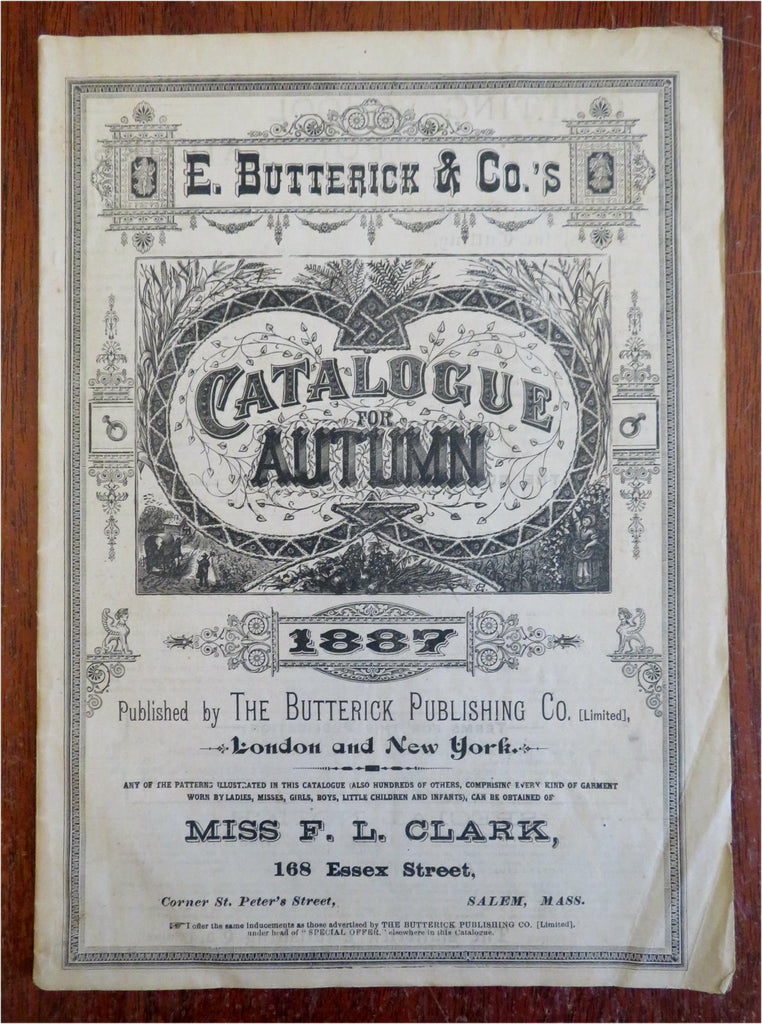 E. BUTTERICK & CO.'S
CATALOGUE
FOR
AUTUMN
1887
Published by THE BUTTERICK PUBLISHING CO. [Limited],
London and New York.
ANY OF THE PATTERNS ILLUSTRATED IN THIS CATALOGUE (ALSO HUNDREDS OF OTHERS, COMPRISING EVERY KIND OF GARMENT
WORN BY LADIES, MISSES, GIRLS, BOYS, LITTLE CHILDREN AND INFANTS), CAN BE OBTAINED OF
MISS F. L. CLARK,
168 Essex Street,
Corner St. Peter's Street, SALEM, MASS.
☞ I offer the same inducements as those advertised by THE BUTTERICK PUBLISHING CO. [Limited],
under head of "SPECIAL OFFER," elsewhere in this Catalogue.